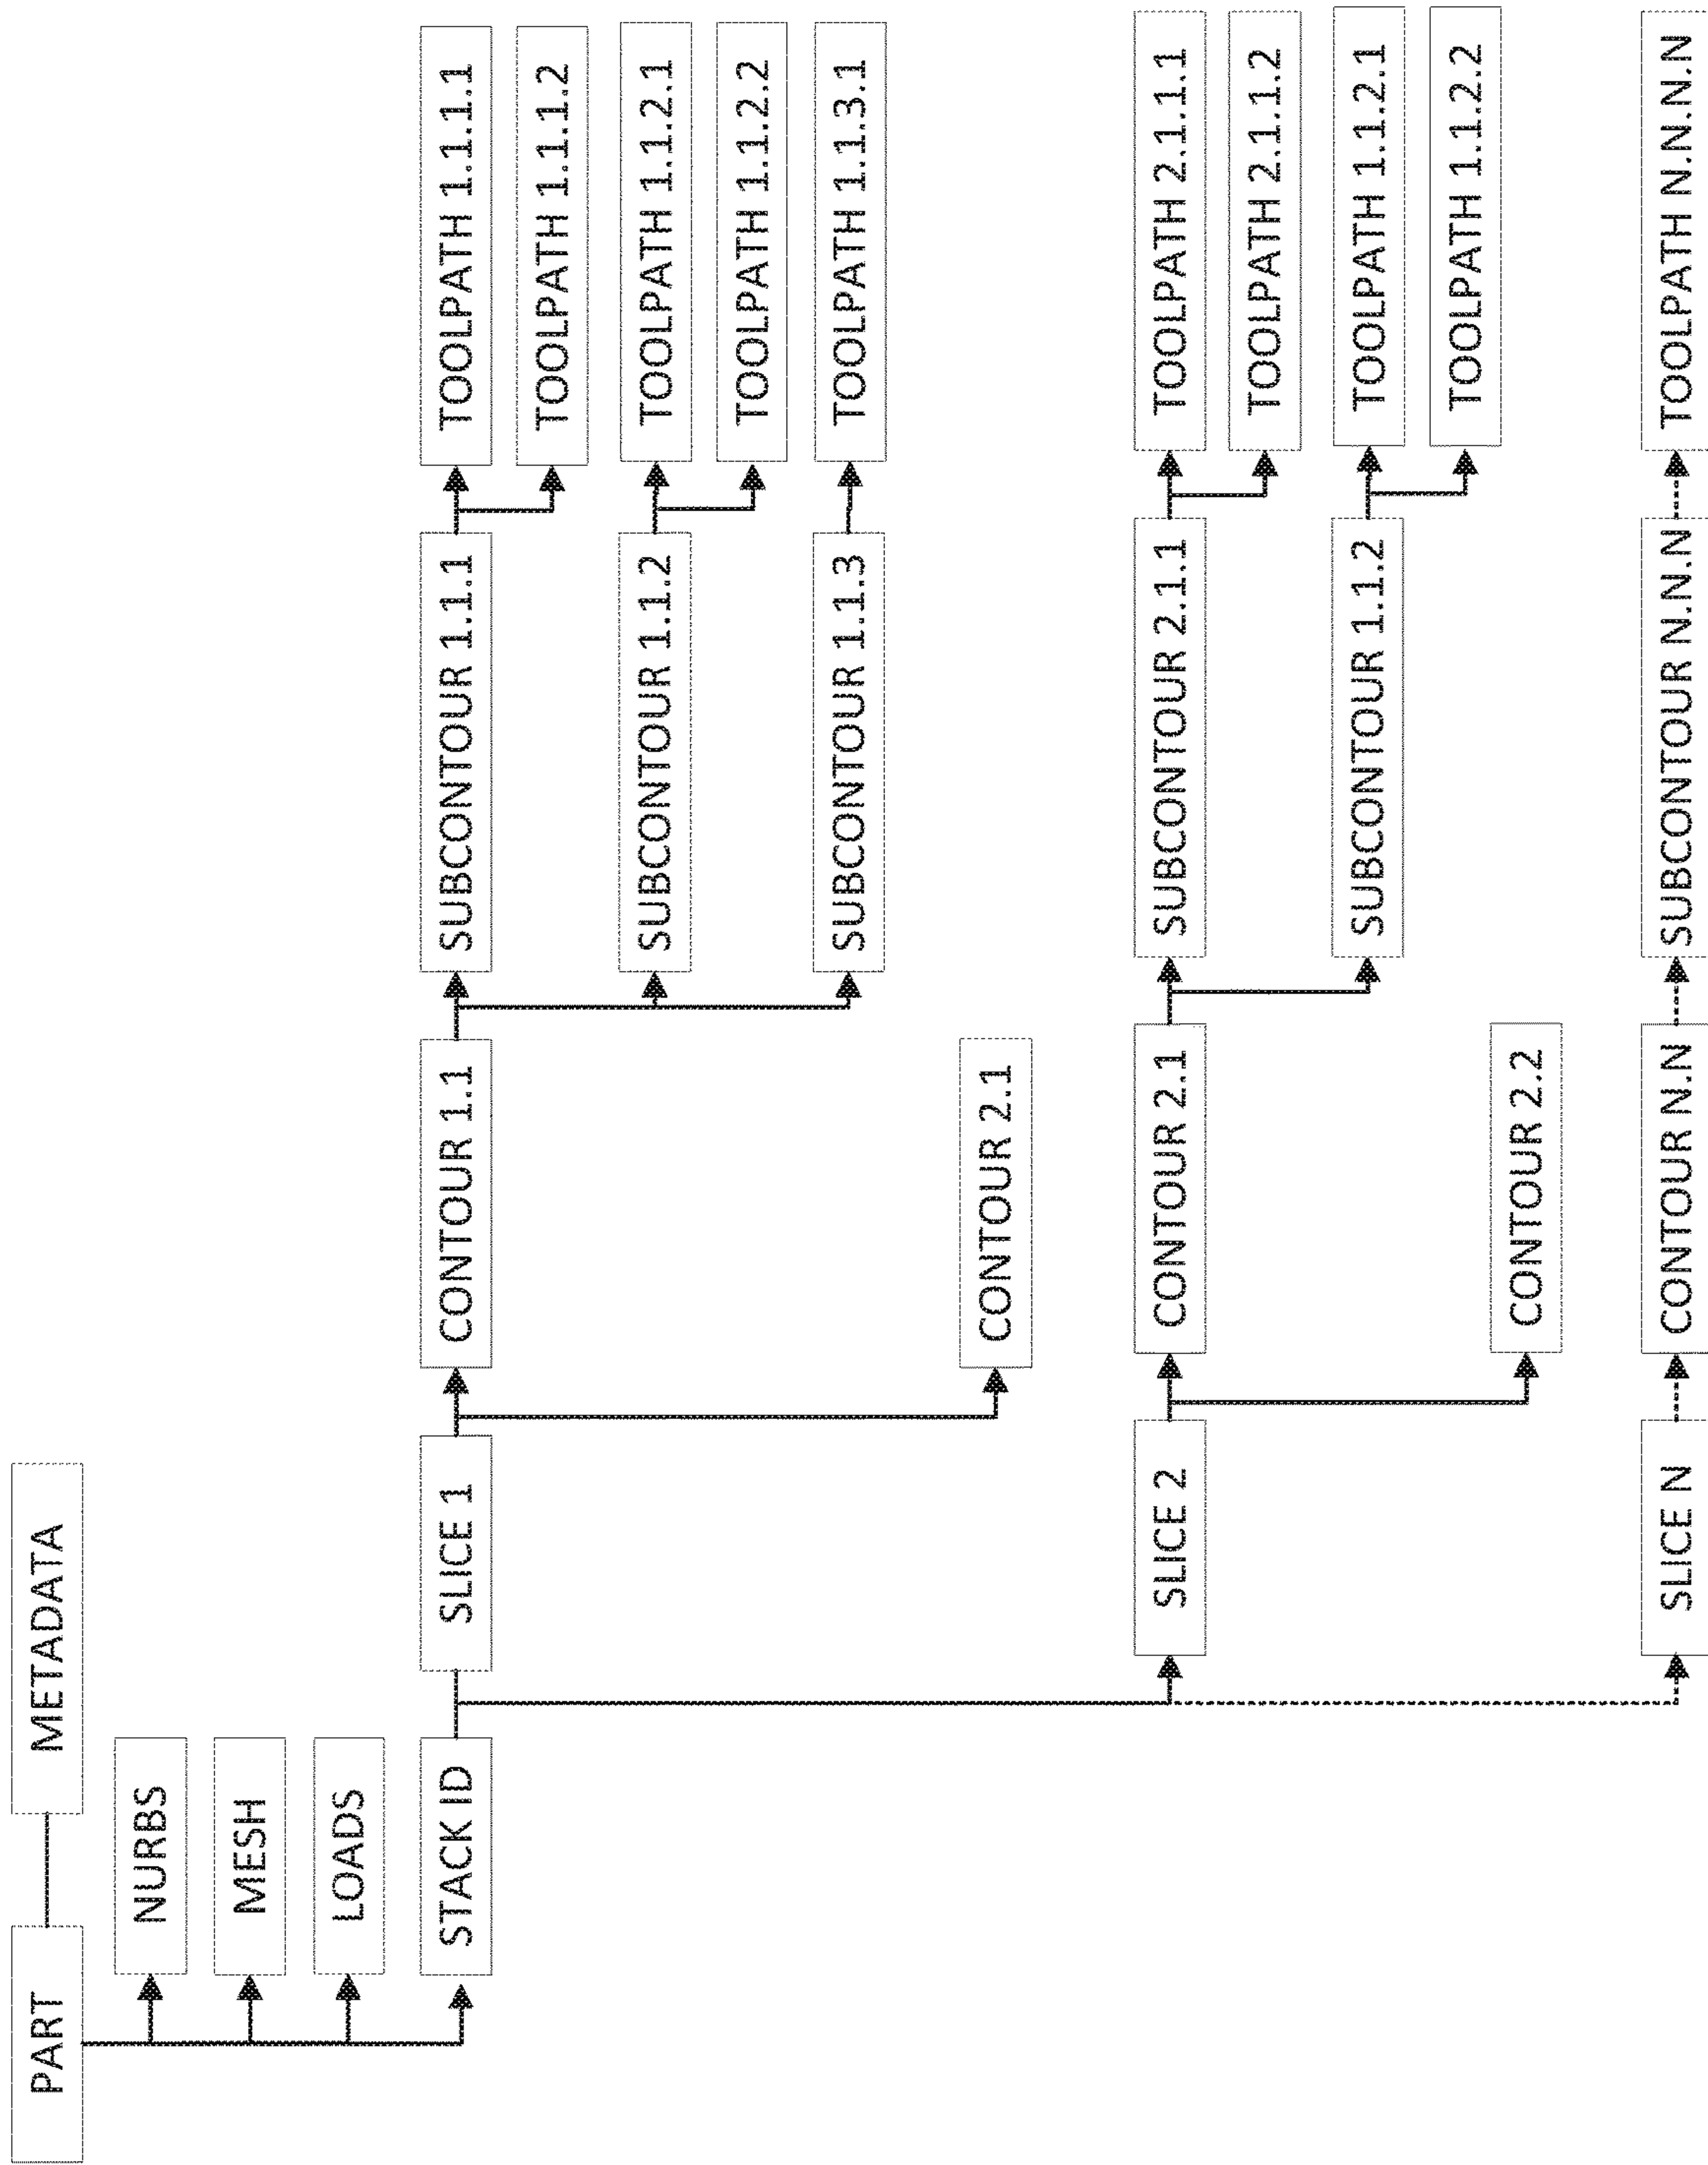 PART
METADATA
NURBS
MESH
LOADS
STACK ID
SLICE 1
CONTOUR 1.1
SUBCONTOUR 1.1.1
TOOLPATH 1.1.1.1
TOOLPATH 1.1.1.2
SUBCONTOUR 1.1.2
TOOLPATH 1.1.2.1
TOOLPATH 1.1.2.2
SUBCONTOUR 1.1.3
TOOLPATH 1.1.3.1
CONTOUR 2.1
SLICE 2
CONTOUR 2.1
SUBCONTOUR 2.1.1
TOOLPATH 2.1.1.1
TOOLPATH 2.1.1.2
SUBCONTOUR 1.1.2
TOOLPATH 1.1.2.1
TOOLPATH 1.1.2.2
CONTOUR 2.2
SLICE N
CONTOUR N.N
SUBCONTOUR N.N.N
TOOLPATH N.N.N.N